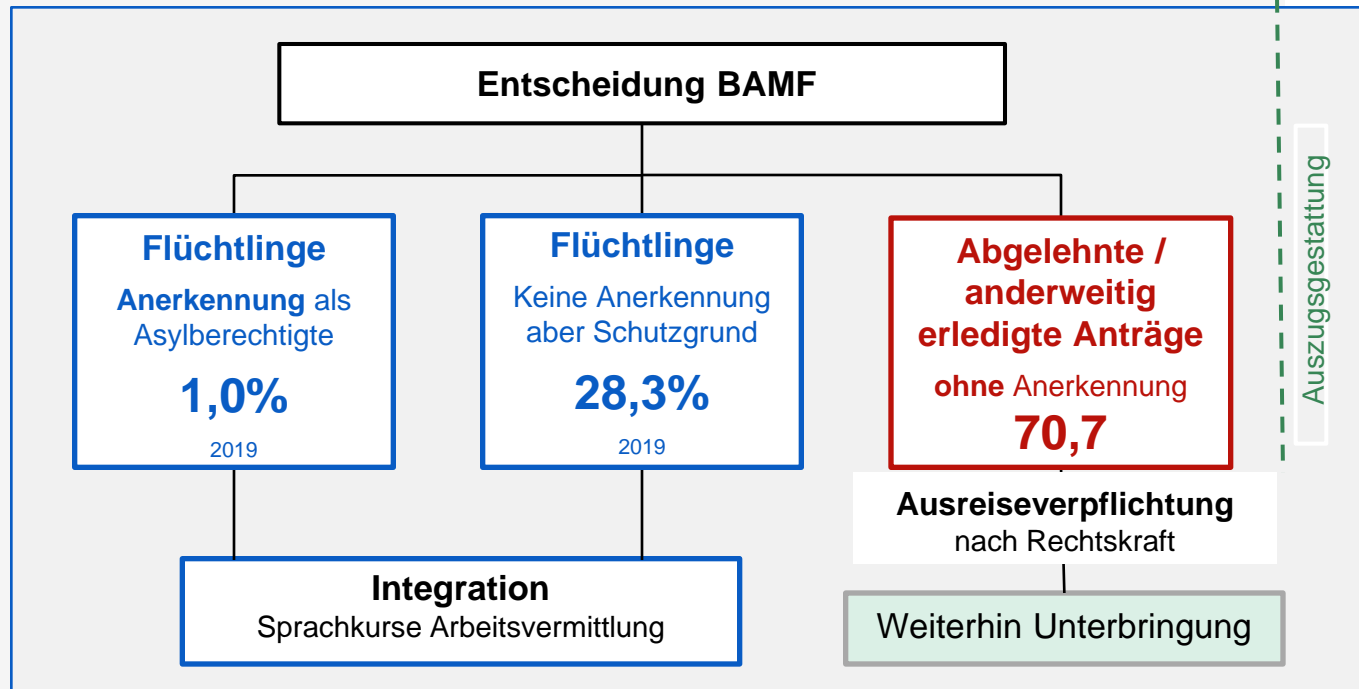 Entscheidung BAMF
Flüchtlinge
Anerkennung als
Asylberechtigte
1,0%
2019
Flüchtlinge
Keine Anerkennung
aber Schutzgrund
28,3%
2019
Abgelehnte /
anderweitig
erledigte Anträge
ohne Anerkennung
70,7
Ausreiseverpflichtung
nach Rechtskraft
Integration
Sprachkurse Arbeitsvermittlung
Weiterhin Unterbringung
Auszugsgestattung